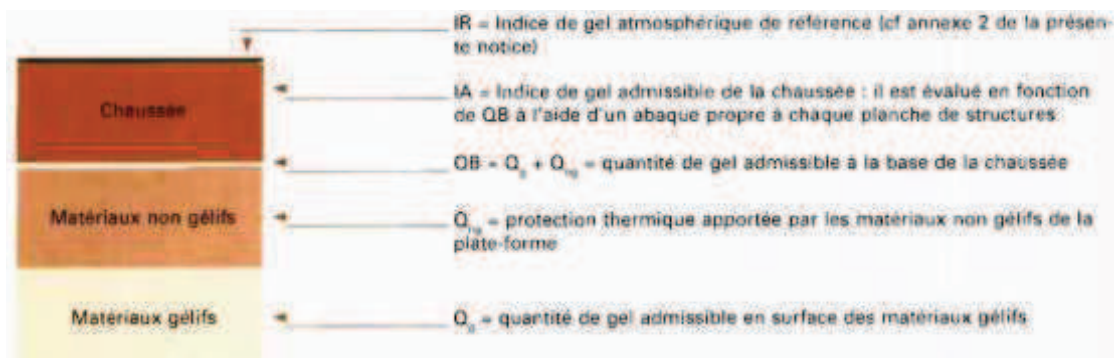 IR = Indice de gel atmosphérique de référence (cf annexe 2 de la présen-
te notice)
Chaussée
IA = Indice de gel admissible de la chaussée : il est évalué en fonction
de QB à l'aide d'un abaque propre à chaque planche de structures.
QB = Qg + Qng = quantité de gel admissible à la base de la chaussée
Matériaux non gélifs
Qng = protection thermique apportée par les matériaux non gélifs de la
plate-forme
Matériaux gélifs
Qg = quantité de gel admissible en surface des matériaux gélifs